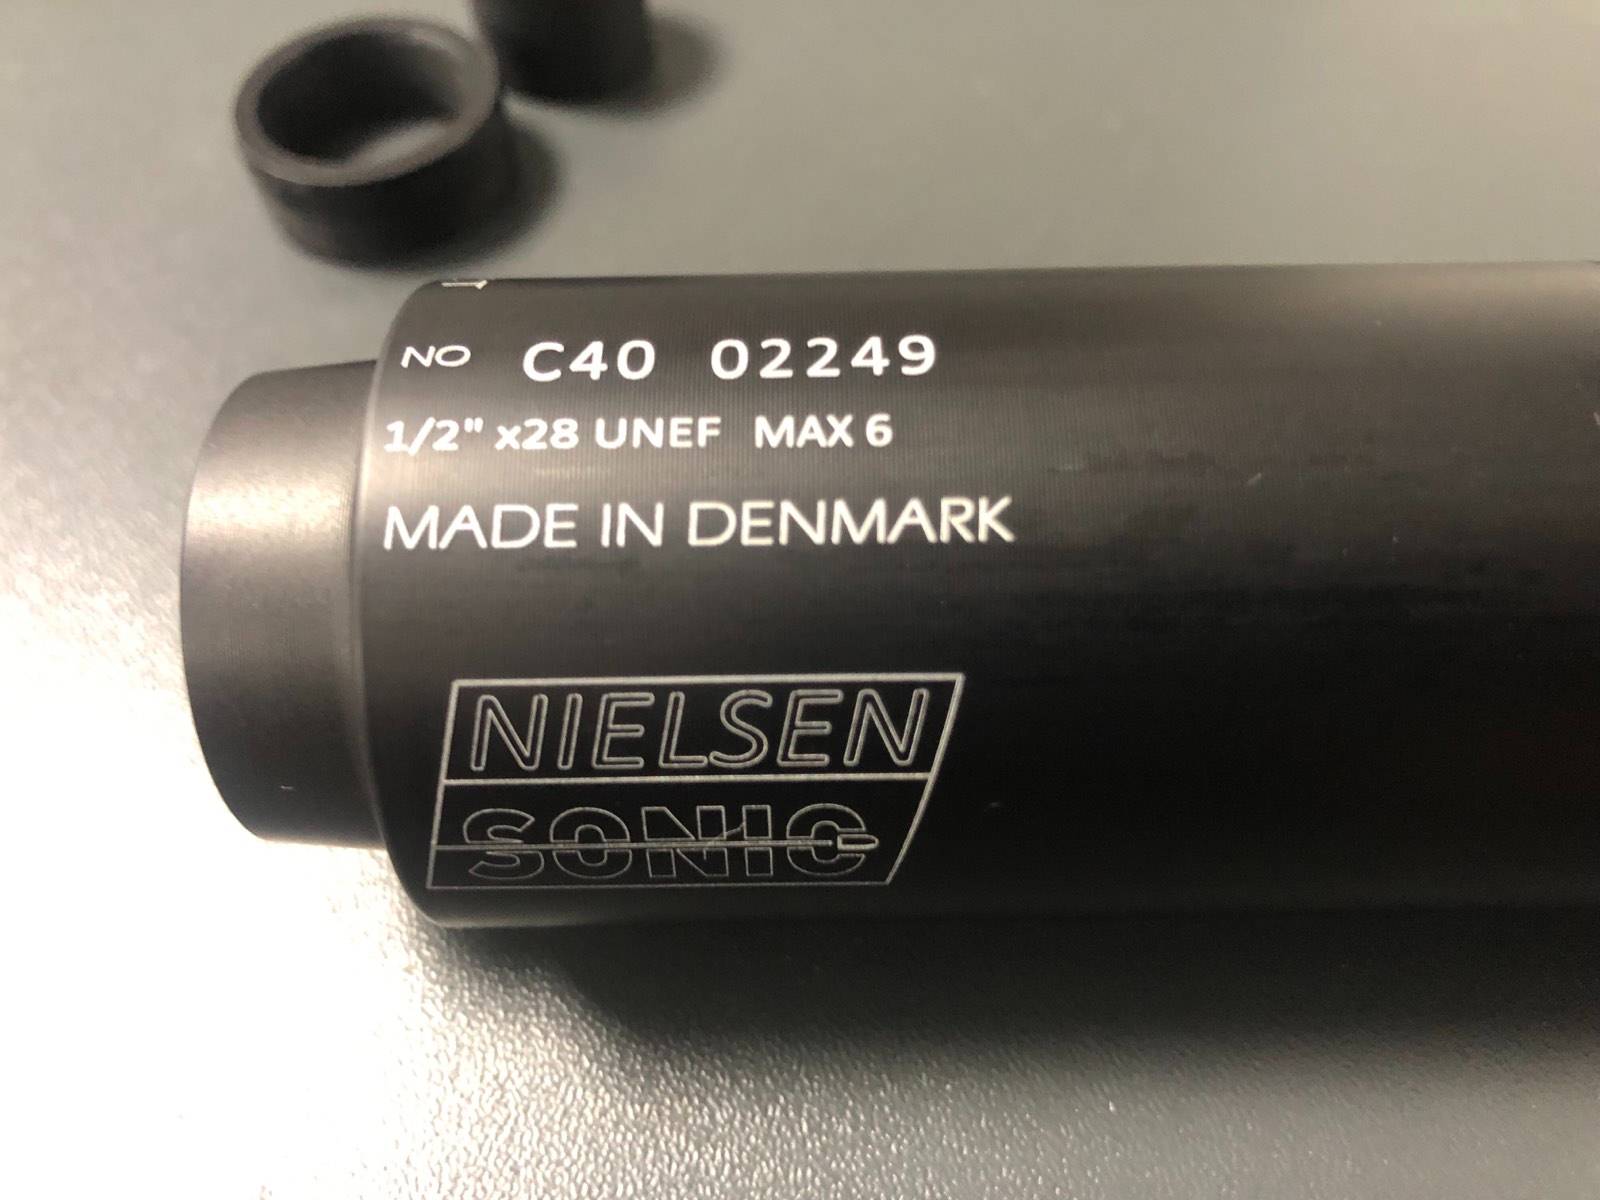 NO C40 02249
1/2" x28 UNEF MAX 6
MADE IN DENMARK
NIELSEN
SONIC